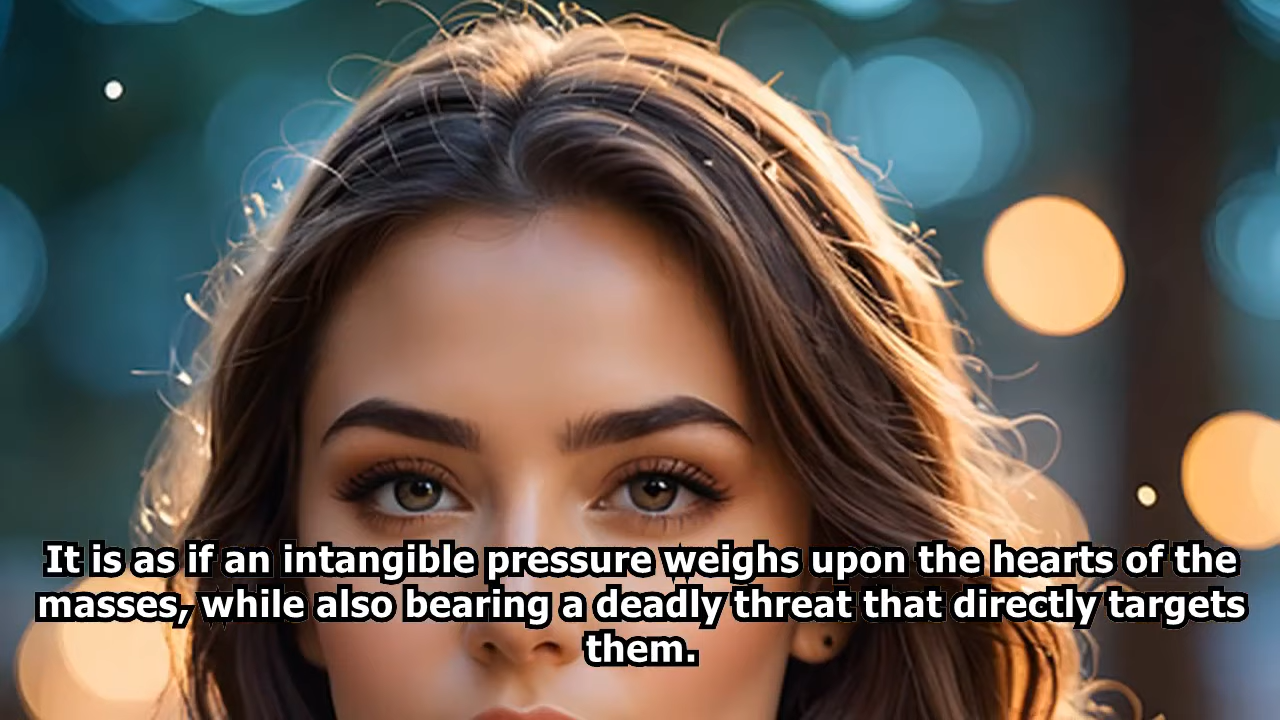 It is as if an intangible pressure weighs upon the hearts of the
masses, while also bearing a deadly threat that directly targets
them.